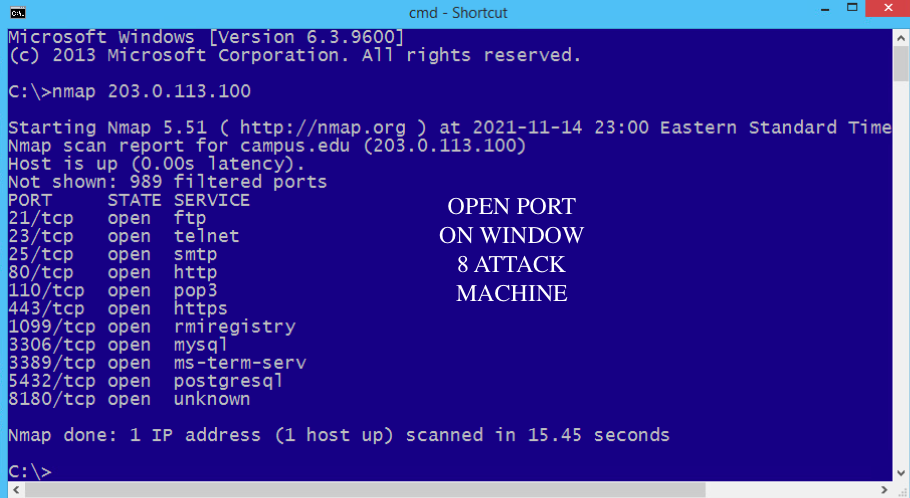 cmd - Shortcut
Microsoft Windows [Version 6.3.9600]
(c) 2013 Microsoft Corporation. All rights reserved.
C:\>nmap 203.0.113.100
Starting Nmap 5.51 ( http://nmap.org ) at 2021-11-14 23:00 Eastern Standard Time
Nmap scan report for campus.edu (203.0.113.100)
Host is up (0.00s latency).
Not shown: 989 filtered ports
PORT STATE SERVICE
21/tcp open ftp
23/tcp open telnet
25/tcp open smtp
80/tcp open http
110/tcp open pop3
443/tcp open https
1099/tcp open rmiregistry
3306/tcp open mysql
3389/tcp open ms-term-serv
5432/tcp open postgresql
8180/tcp open unknown
Nmap done: 1 IP address (1 host up) scanned in 15.45 seconds
C:\>
OPEN PORT
ON WINDOW
8 ATTACK
MACHINE